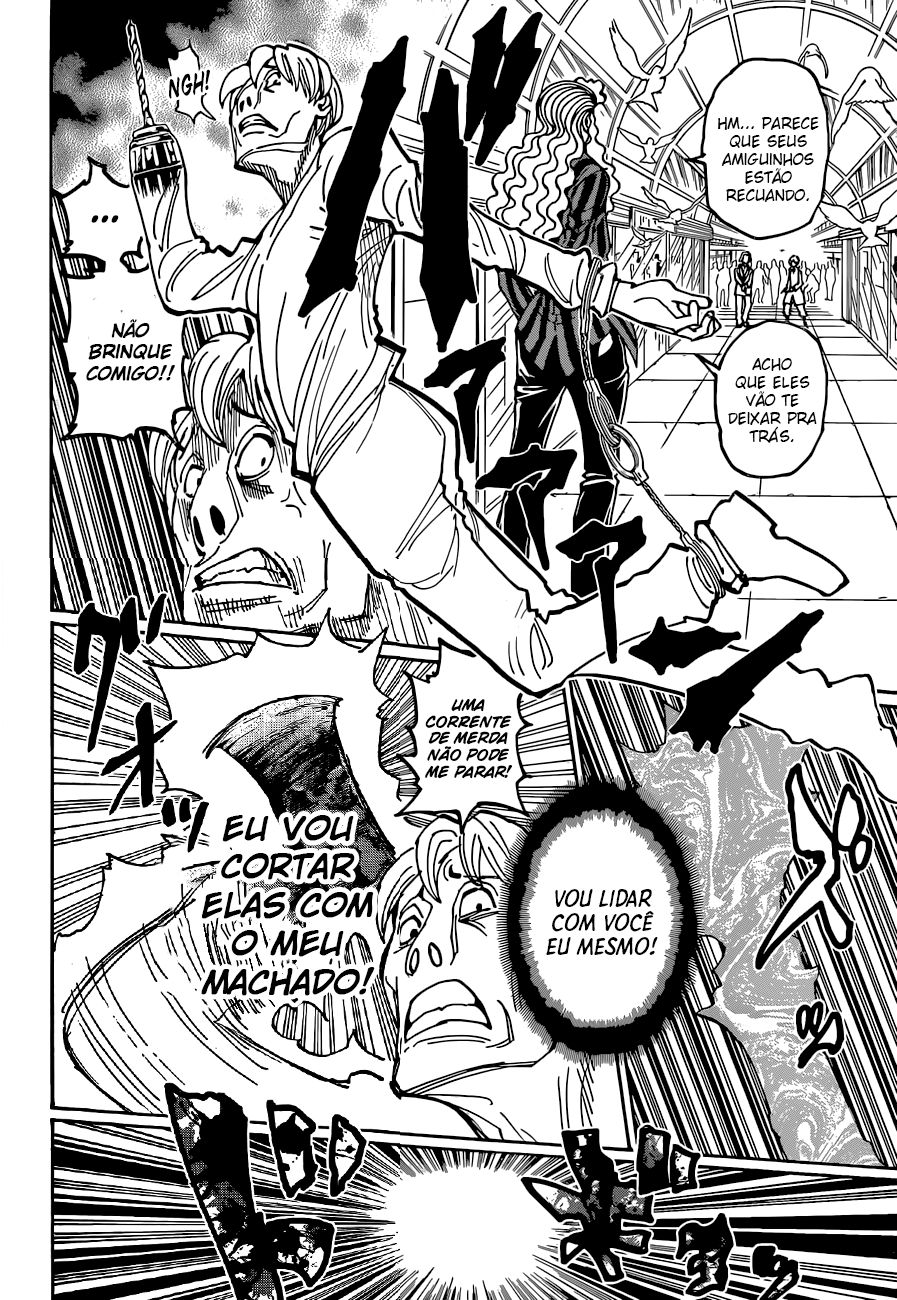 HM... PARECE
QUE SEUS
AMIGUINHOS
ESTÃO
RECUANDO.
ACHO
QUE ELES
VÃO TE
DEIXAR PRA
TRÁS.
NGH!
...
NÃO
BRINQUE
COMIGO!!
UMA
CORRENTE
DE MERDA
NÃO PODE
ME PARAR!
EU VOU
CORTAR
ELAS COM
O MEU
MACHADO!
VOU LIDAR
COM VOCÊ
EU MESMO!